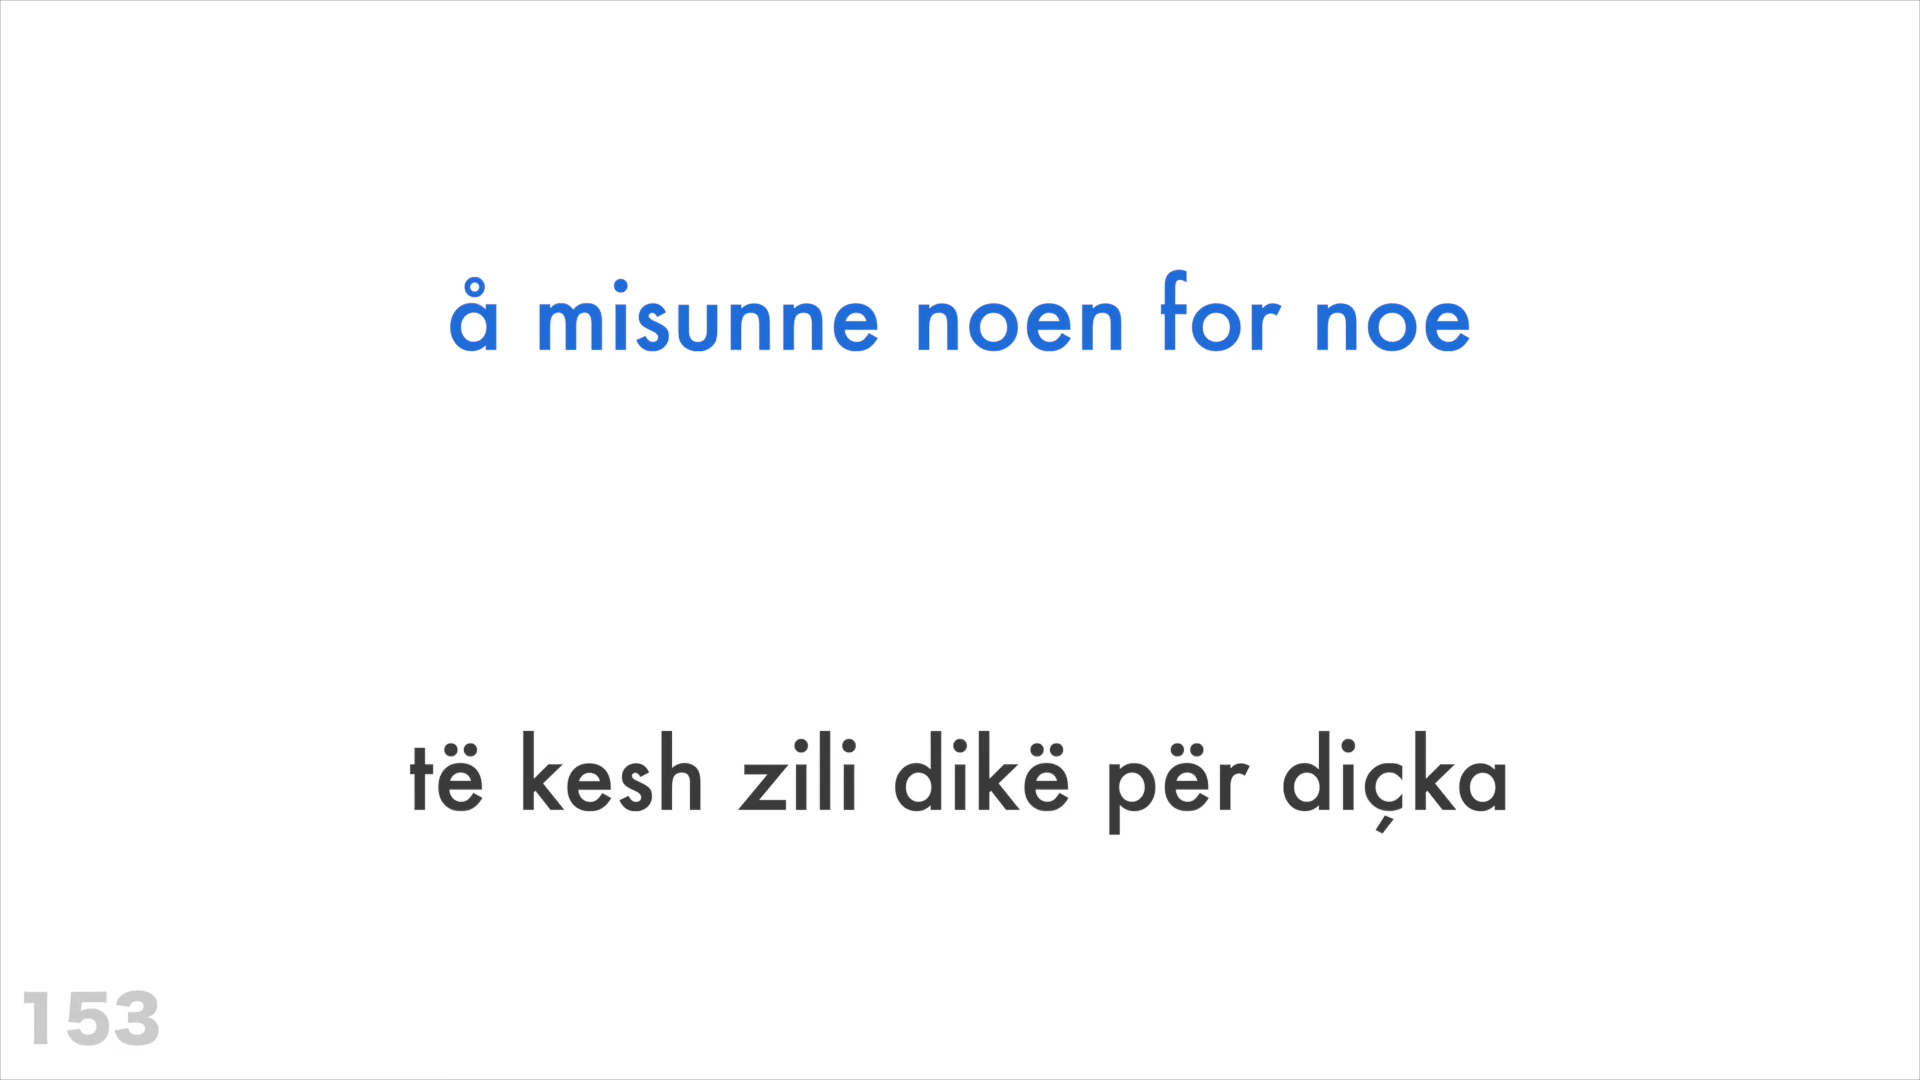 å misunne noen for noe
të kesh zili dikë për diçka
153